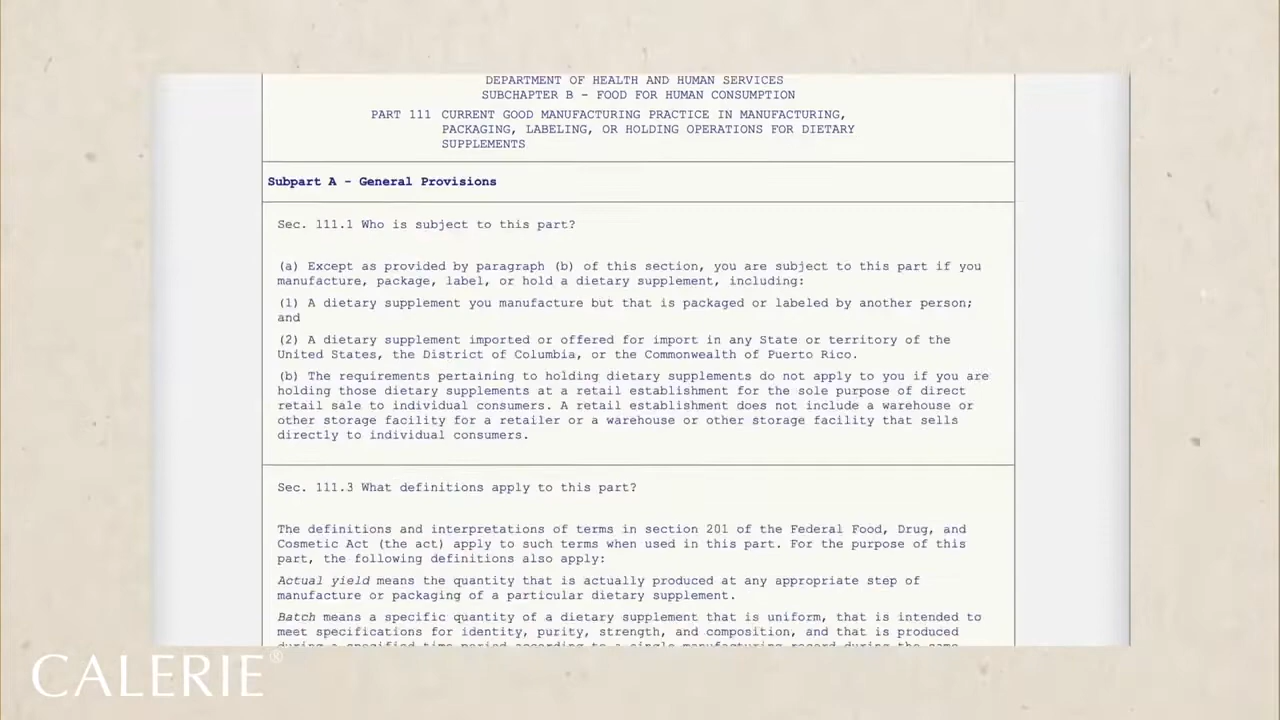 DEPARTMENT OF HEALTH AND HUMAN SERVICES
SUBCHAPTER B - FOOD FOR HUMAN CONSUMPTION
PART 111 CURRENT GOOD MANUFACTURING PRACTICE IN MANUFACTURING,
PACKAGING, LABELING, OR HOLDING OPERATIONS FOR DIETARY
SUPPLEMENTS
Subpart A - General Provisions
Sec. 111.1 Who is subject to this part?
(a) Except as provided by paragraph (b) of this section, you are subject to this part if you
manufacture, package, label, or hold a dietary supplement, including:
(1) A dietary supplement you manufacture but that is packaged or labeled by another person;
and
(2) A dietary supplement imported or offered for import in any State or territory of the
United States, the District of Columbia, or the Commonwealth of Puerto Rico.
(b) The requirements pertaining to holding dietary supplements do not apply to you if you are
holding those dietary supplements at a retail establishment for the sole purpose of direct
retail sale to individual consumers. A retail establishment does not include a warehouse or
other storage facility for a retailer or a warehouse or other storage facility that sells
directly to individual consumers.
Sec. 111.3 What definitions apply to this part?
The definitions and interpretations of terms in section 201 of the Federal Food, Drug, and
Cosmetic Act (the act) apply to such terms when used in this part. For the purpose of this
part, the following definitions also apply:
Actual yield means the quantity that is actually produced at any appropriate step of
manufacture or packaging of a particular dietary supplement.
Batch means a specific quantity of a dietary supplement that is uniform, that is intended to
meet specifications for identity, purity, strength, and composition, and that is produced
during a specified time period according to a single manufacturing record during the same
CALERIE®